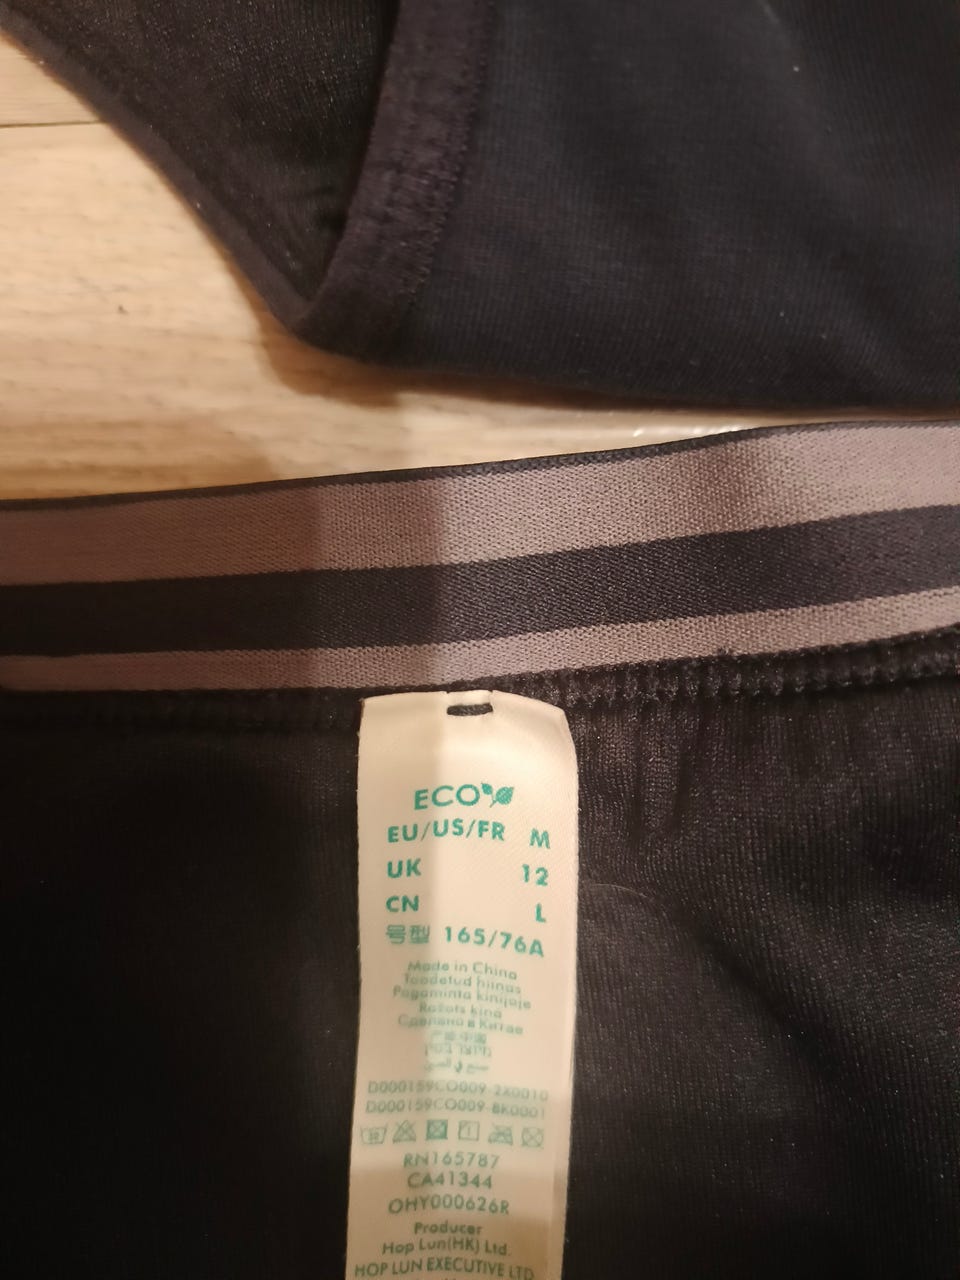 ECO
EU/US/FR M
UK 12
CN L
号型 165/76A
Made in China
Toodetud hiinas
Pagaminta kinijoje
Ražots ķīna
Сделано в Китае
D000159CO009-2X0010
D000159CO009-BK0001
RN165787
CA41344
OHY000626R
Producer
Hop Lun(HK) Ltd.
HOP LUN EXECUTIVE LTD